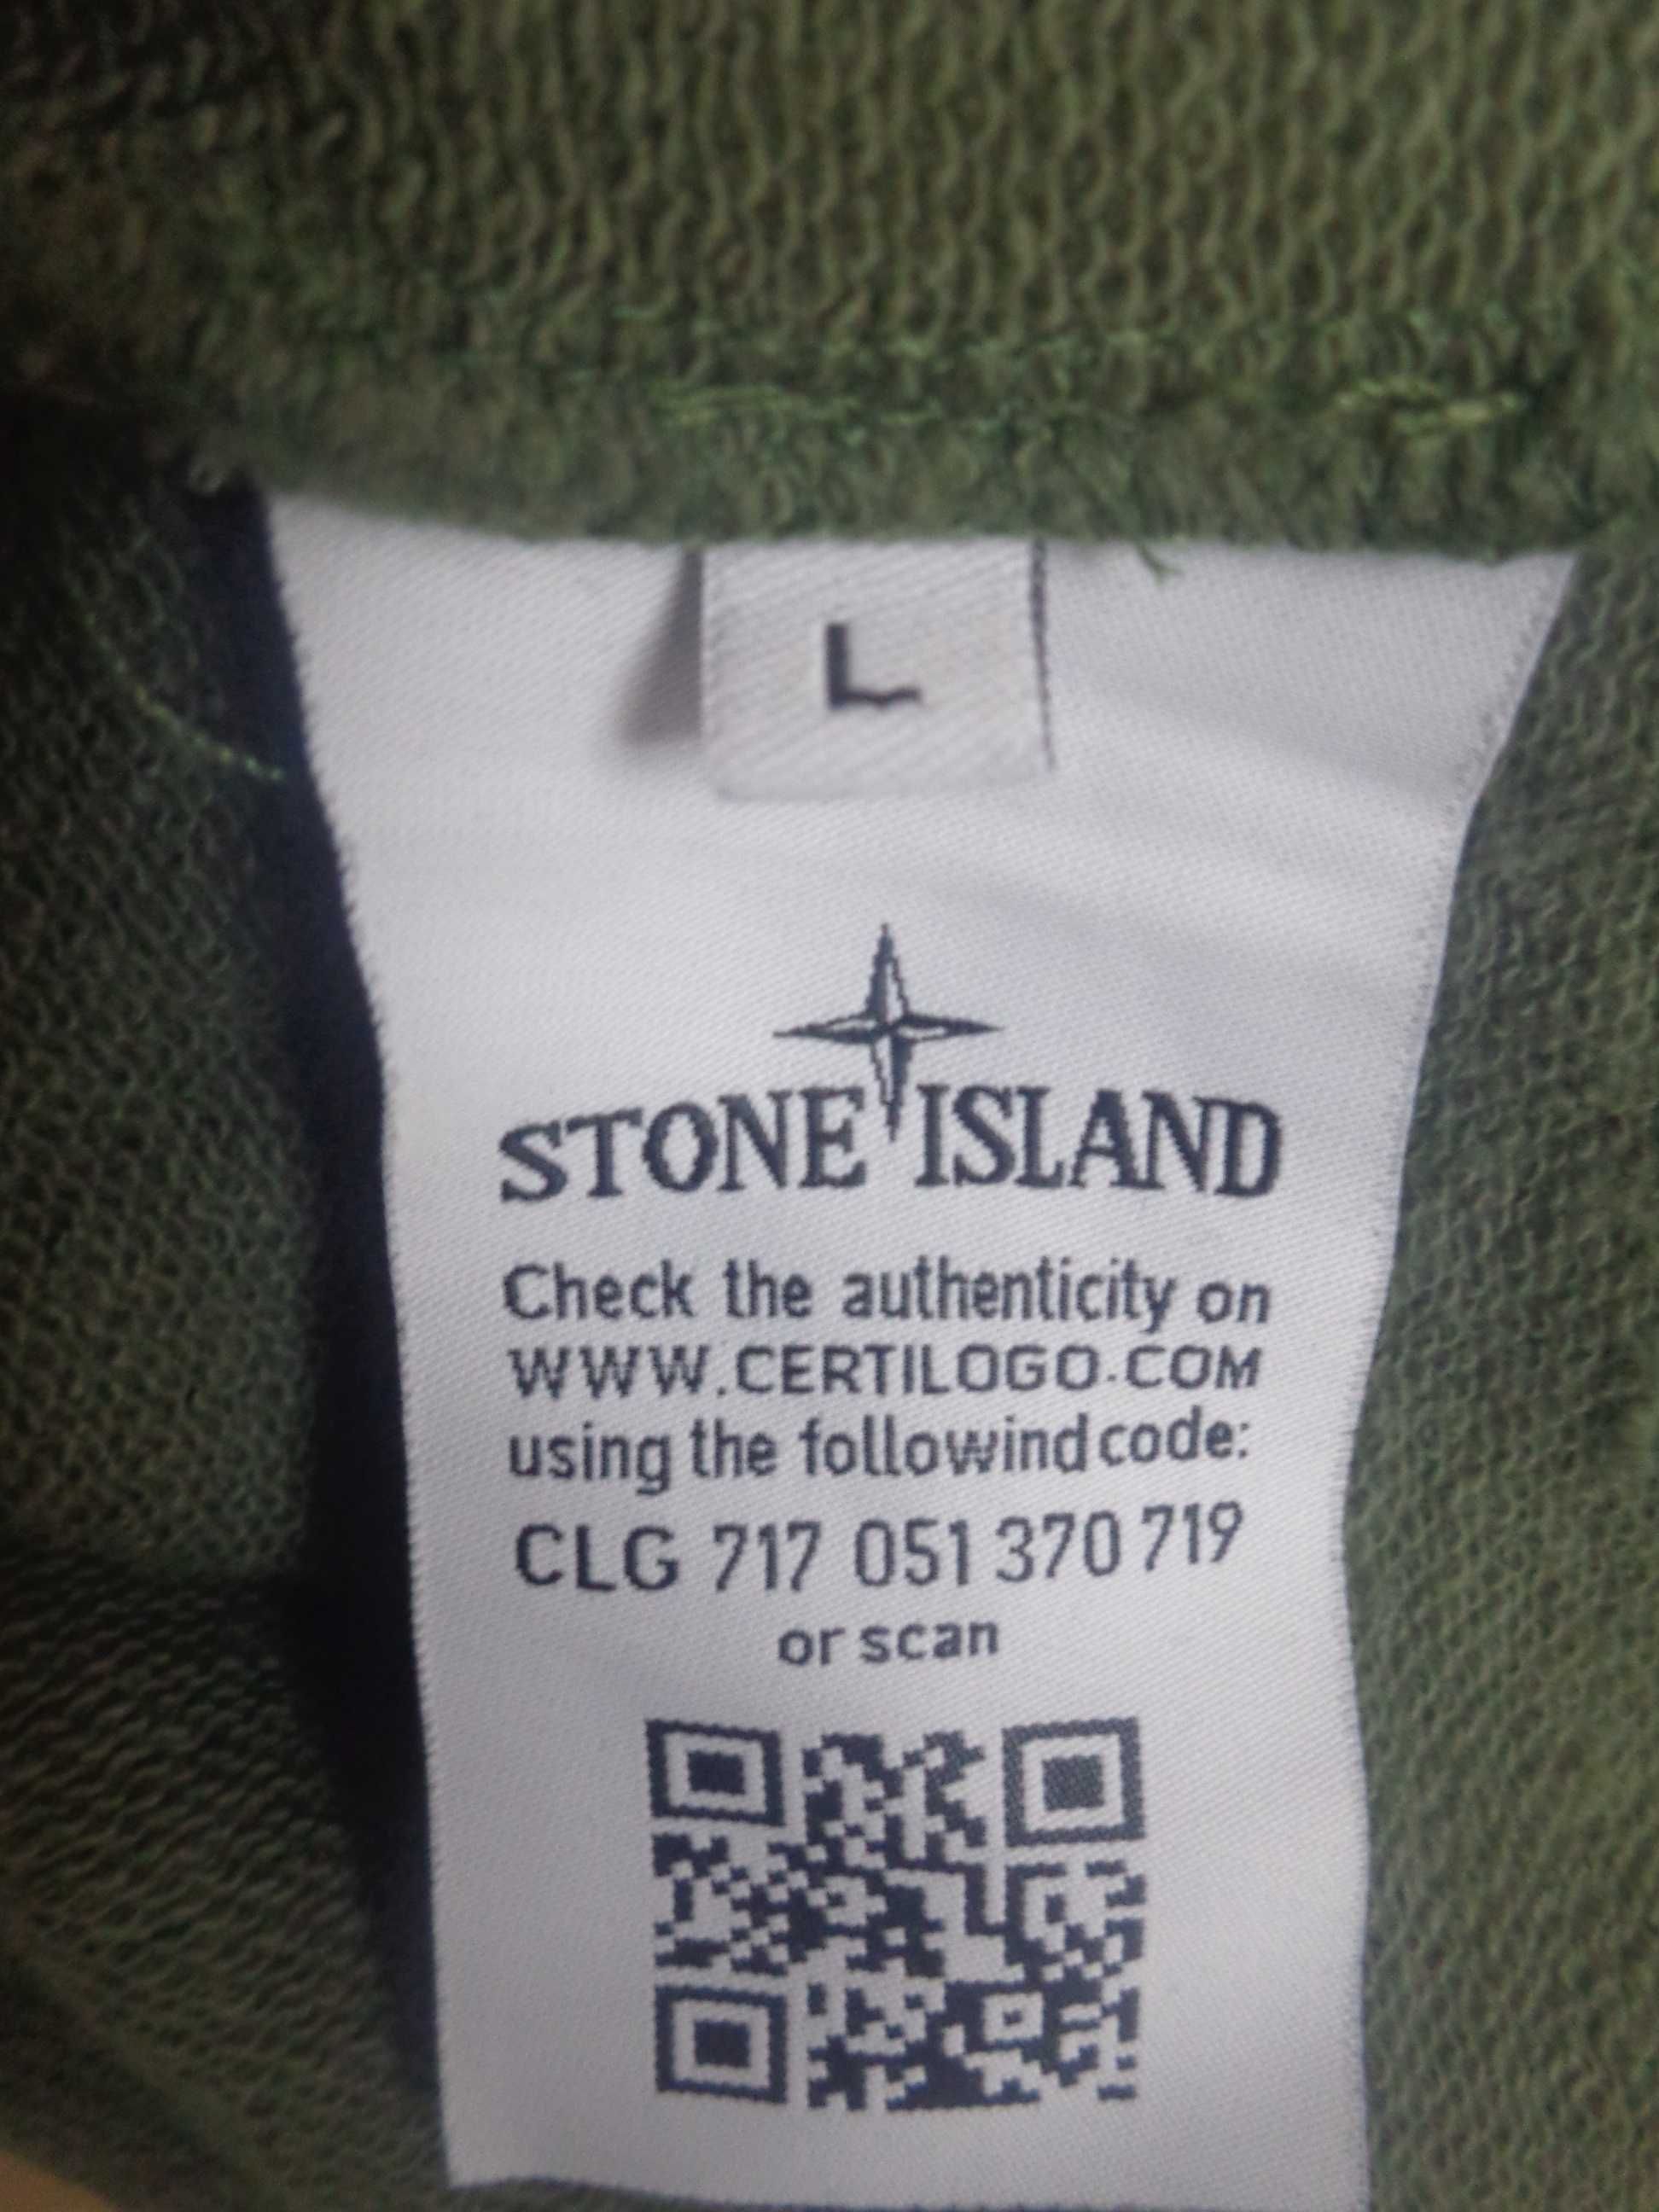 L
STONE ISLAND
Check the authenticity on
WWW.CERTILOGO.COM
using the followind code:
CLG 717 051 370 719
or scan